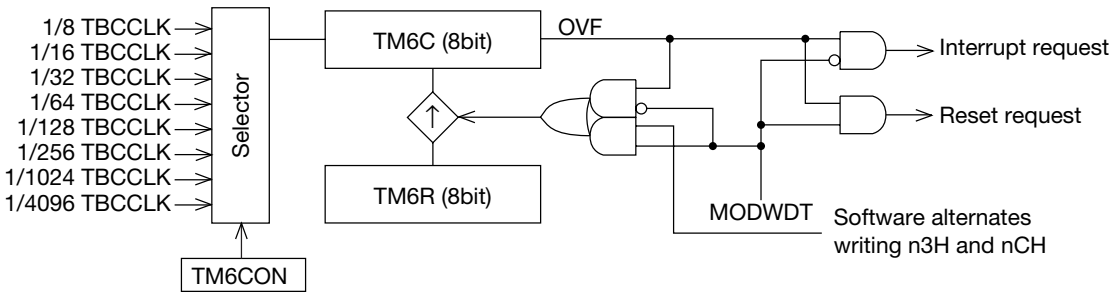 1/8 TBCCLK
1/16 TBCCLK
1/32 TBCCLK
1/64 TBCCLK
1/128 TBCCLK
1/256 TBCCLK
1/1024 TBCCLK
1/4096 TBCCLK
Selector
TM6CON
TM6C (8bit)
↑
TM6R (8bit)
OVF
MODWDT
Interrupt request
Reset request
Software alternates
writing n3H and nCH